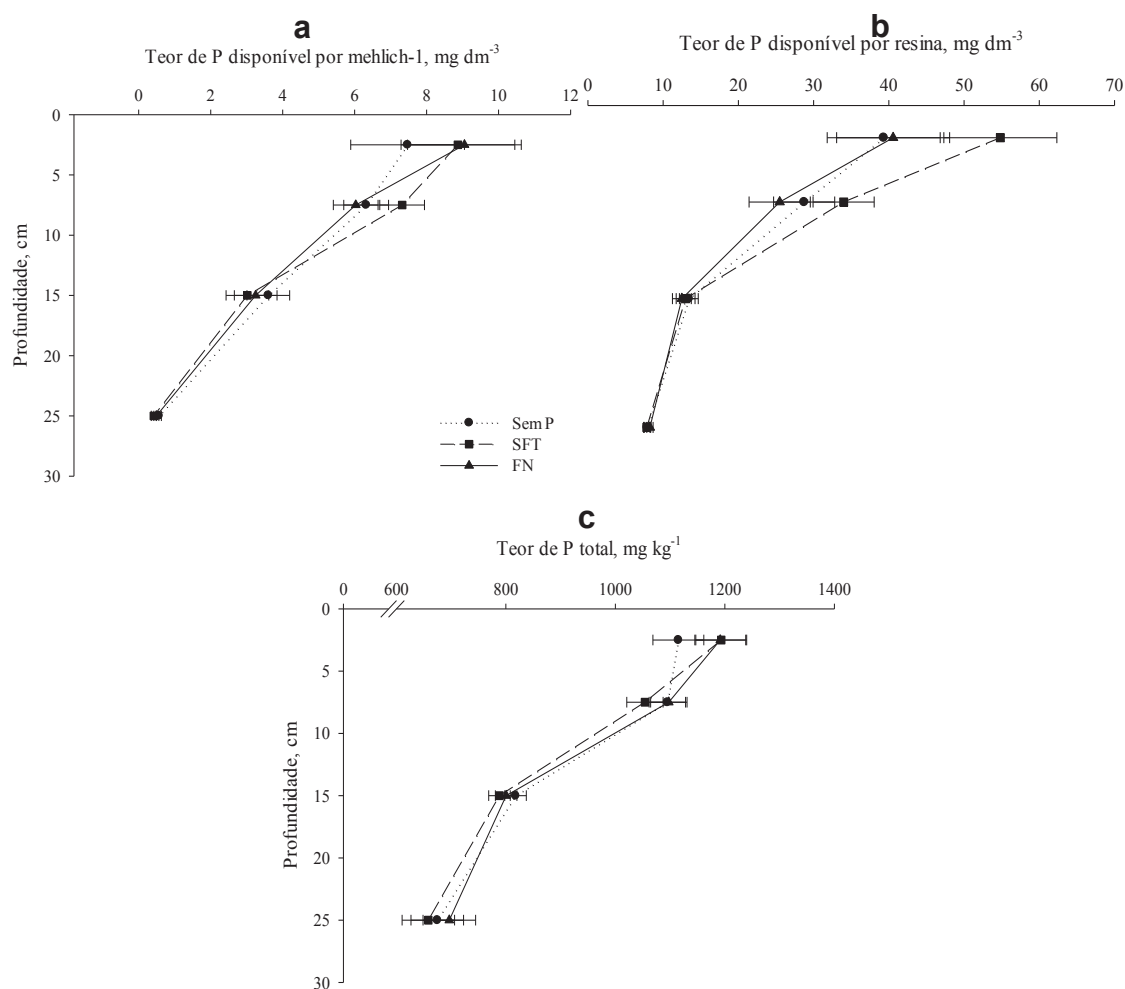 a
Teor de P disponível por mehlich-1, mg dm-3
0 2 4 6 8 10 12
b
Teor de P disponível por resina, mg dm-3
0 10 20 30 40 50 60 70
Profundidade, cm
0
5
10
15
20
25
30
Sem P
SFT
FN
c
Teor de P total, mg kg-1
0 600 800 1000 1200 1400
Profundidade, cm
0
5
10
15
20
25
30